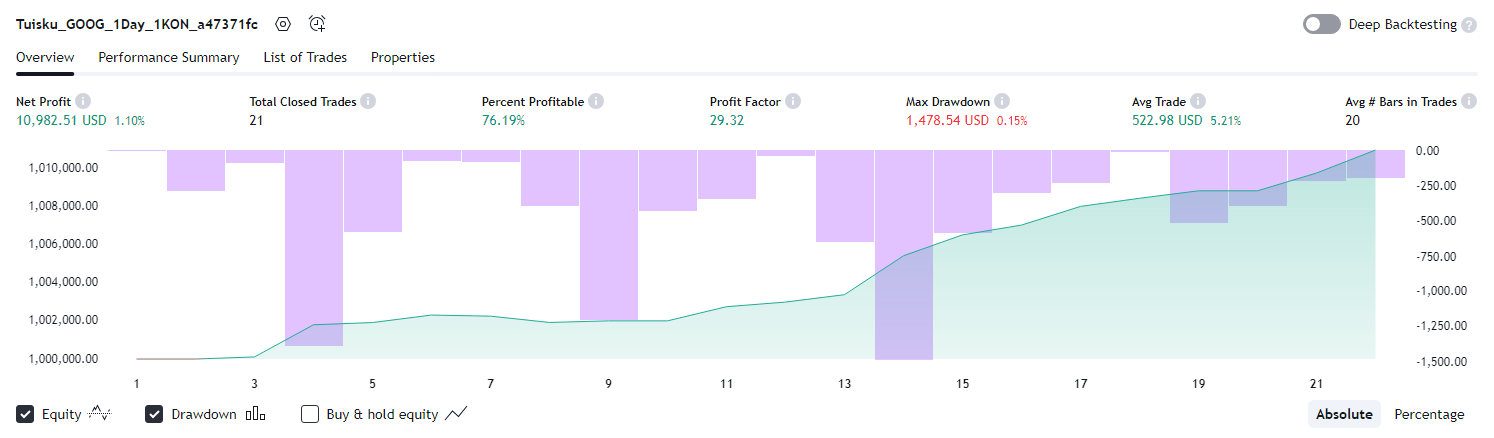 Tuisku_GOOG_1Day_1KON_a47371fc
Deep Backtesting ?
Overview Performance Summary List of Trades Properties
Net Profit i Total Closed Trades i Percent Profitable i Profit Factor i Max Drawdown i Avg Trade i Avg # Bars in Trades i
10,982.51 USD 1.10% 21 76.19% 29.32 1,478.54 USD 0.15% 522.98 USD 5.21% 20
0.00
1,010,000.00
-250.00
1,008,000.00
-500.00
1,006,000.00
-750.00
1,004,000.00
-1,000.00
1,002,000.00
-1,250.00
1,000,000.00
-1,500.00
1 3 5 7 9 11 13 15 17 19 21
Equity Drawdown Buy & hold equity Absolute Percentage